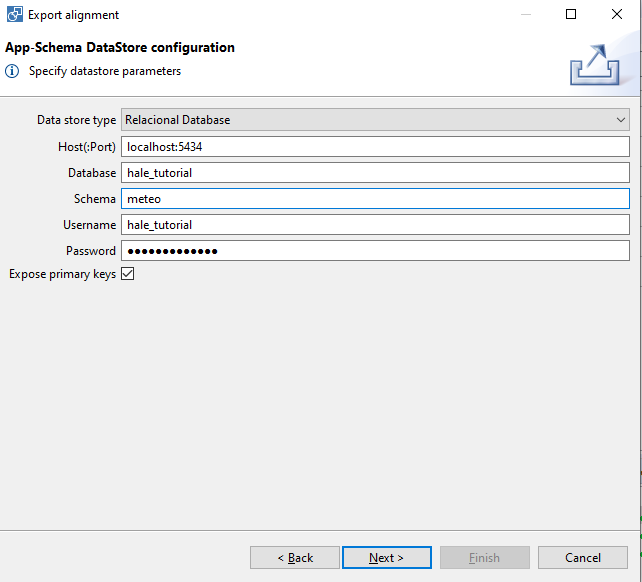 Export alignment
App-Schema DataStore configuration
Specify datastore parameters
Data store type Relacional Database
Host(:Port) localhost:5434
Database hale_tutorial
Schema meteo
Username hale_tutorial
Password ●●●●●●●●●●●●●
Expose primary keys
< Back Next > Finish Cancel